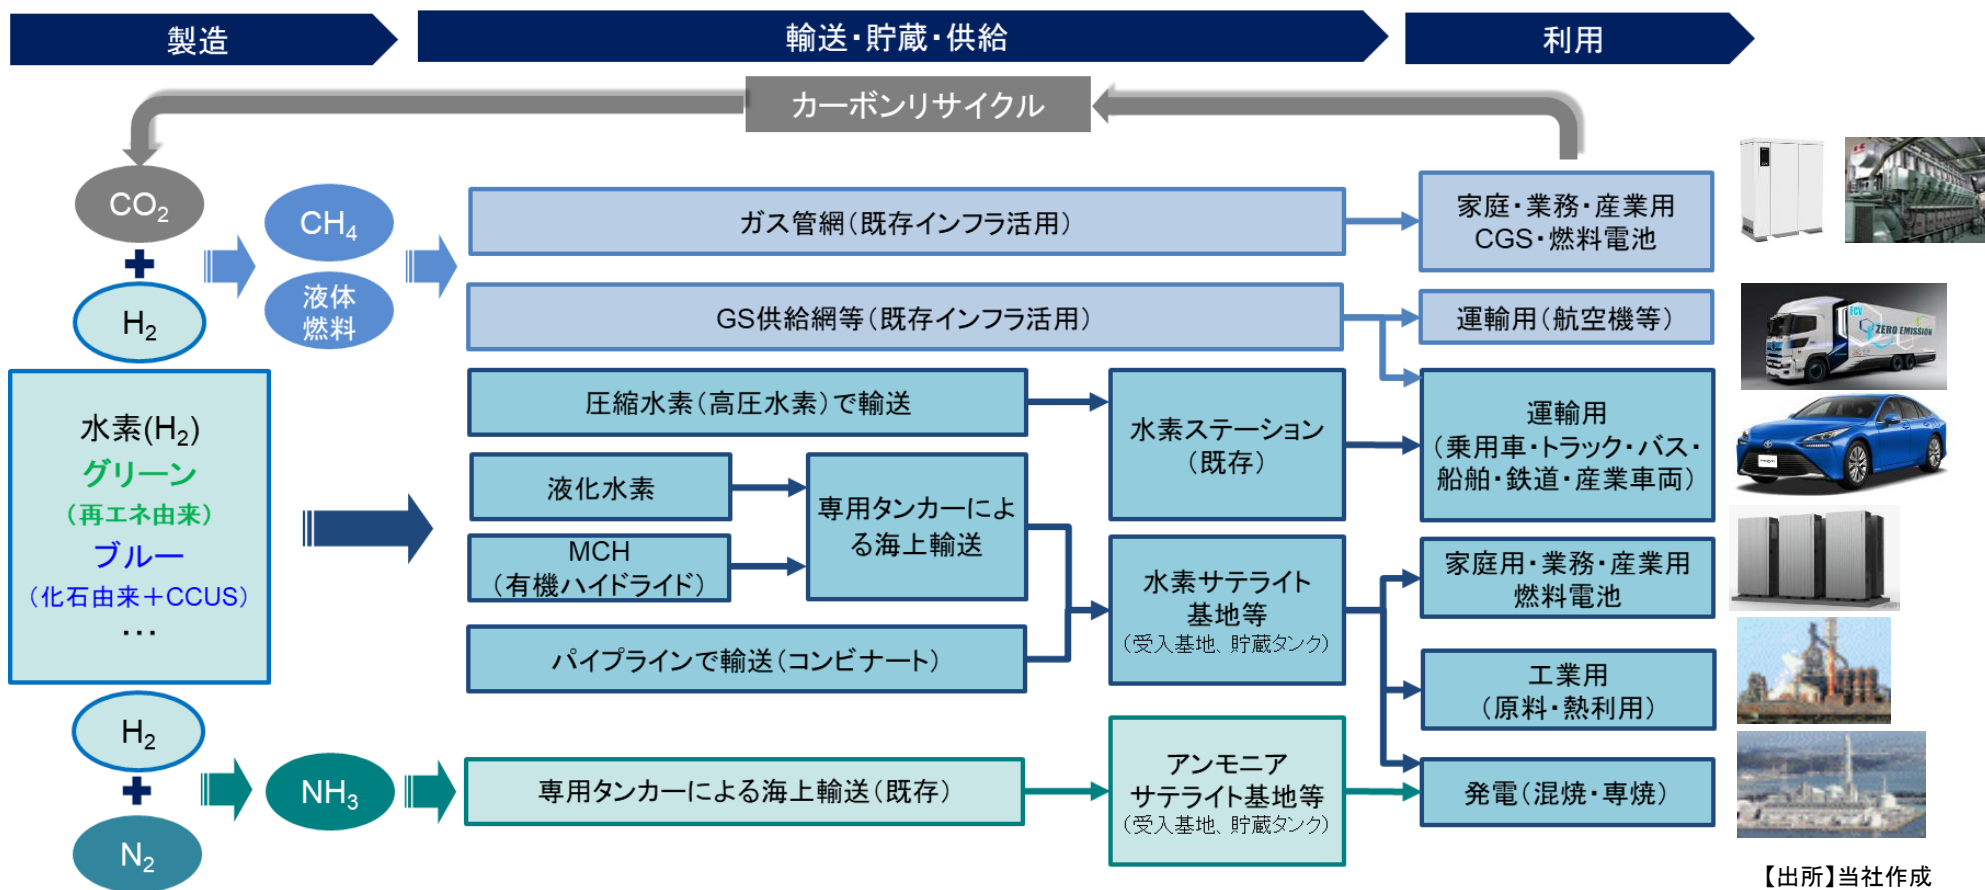 製造
輸送・貯蔵・供給
利用
カーボンリサイクル
CO₂
+
H₂
CH₄
液体
燃料
ガス管網（既存インフラ活用）
家庭・業務・産業用
CGS・燃料電池
GS供給網等（既存インフラ活用）
運輸用（航空機等）
水素(H₂)
グリーン
（再エネ由来）
ブルー
（化石由来＋CCUS）
…
圧縮水素（高圧水素）で輸送
水素ステーション
（既存）
運輸用
（乗用車・トラック・バス・
船舶・鉄道・産業車両）
液化水素
MCH
（有機ハイドライド）
専用タンカーによ
る海上輸送
パイプラインで輸送（コンビナート）
水素サテライト
基地等
（受入基地、貯蔵タンク）
家庭用・業務・産業用
燃料電池
工業用
（原料・熱利用）
H₂
+
N₂
NH₃
専用タンカーによる海上輸送（既存）
アンモニア
サテライト基地等
（受入基地、貯蔵タンク）
発電（混焼・専焼）
FCV
ZERO EMISSION
【出所】当社作成